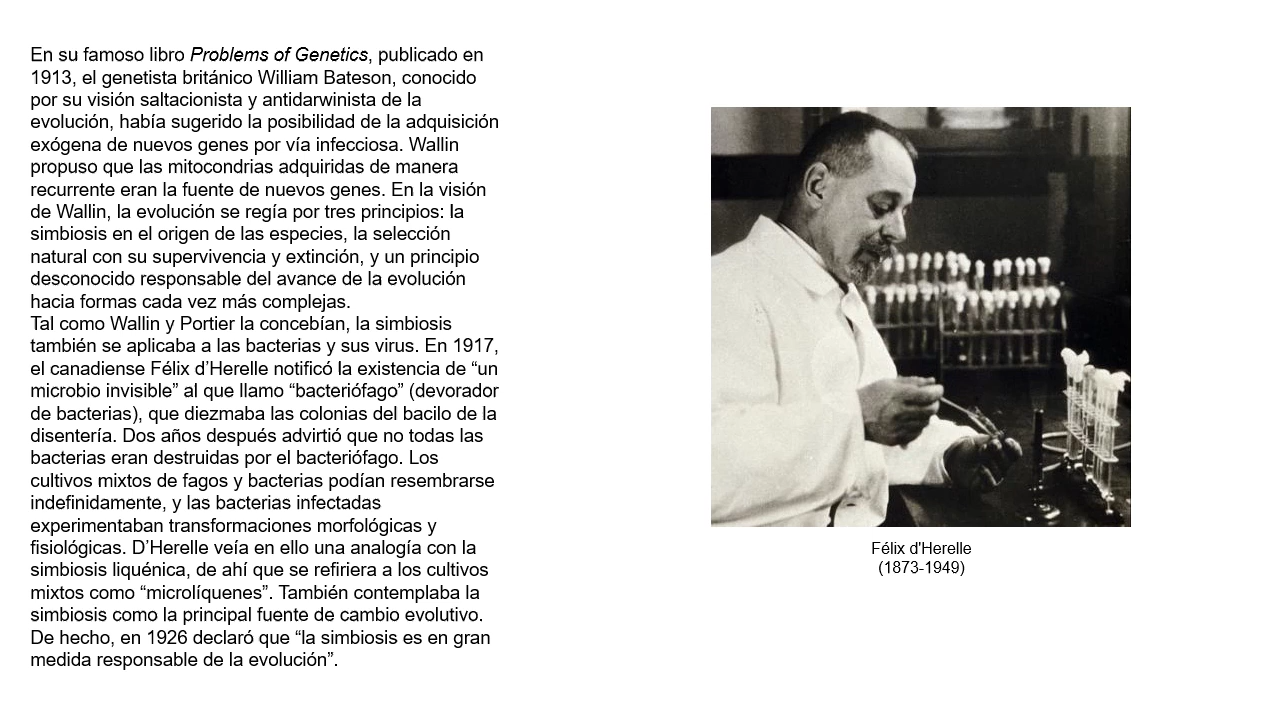 En su famoso libro Problems of Genetics, publicado en
1913, el genetista británico William Bateson, conocido
por su visión saltacionista y antidarwinista de la
evolución, había sugerido la posibilidad de la adquisición
exógena de nuevos genes por vía infecciosa. Wallin
propuso que las mitocondrias adquiridas de manera
recurrente eran la fuente de nuevos genes. En la visión
de Wallin, la evolución se regía por tres principios: la
simbiosis en el origen de las especies, la selección
natural con su supervivencia y extinción, y un principio
desconocido responsable del avance de la evolución
hacia formas cada vez más complejas.
Tal como Wallin y Portier la concebían, la simbiosis
también se aplicaba a las bacterias y sus virus. En 1917,
el canadiense Félix d’Herelle notificó la existencia de “un
microbio invisible” al que llamo “bacteriófago” (devorador
de bacterias), que diezmaba las colonias del bacilo de la
disentería. Dos años después advirtió que no todas las
bacterias eran destruidas por el bacteriófago. Los
cultivos mixtos de fagos y bacterias podían resembrarse
indefinidamente, y las bacterias infectadas
experimentaban transformaciones morfológicas y
fisiológicas. D’Herelle veía en ello una analogía con la
simbiosis liquénica, de ahí que se refiriera a los cultivos
mixtos como “microlíquenes”. También contemplaba la
simbiosis como la principal fuente de cambio evolutivo.
De hecho, en 1926 declaró que “la simbiosis es en gran
medida responsable de la evolución”.
Félix d'Herelle
(1873-1949)